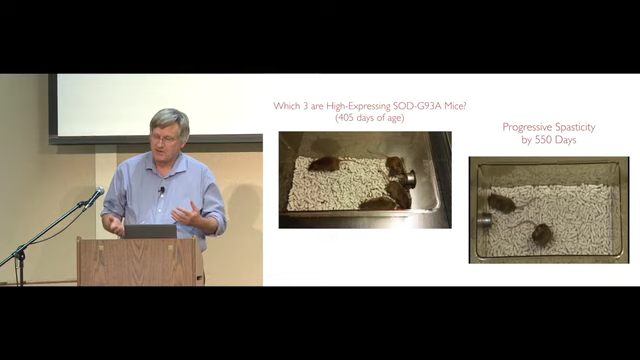 Which 3 are High-Expressing SOD-G93A Mice?
(405 days of age)
Progressive Spasticity
by 550 Days